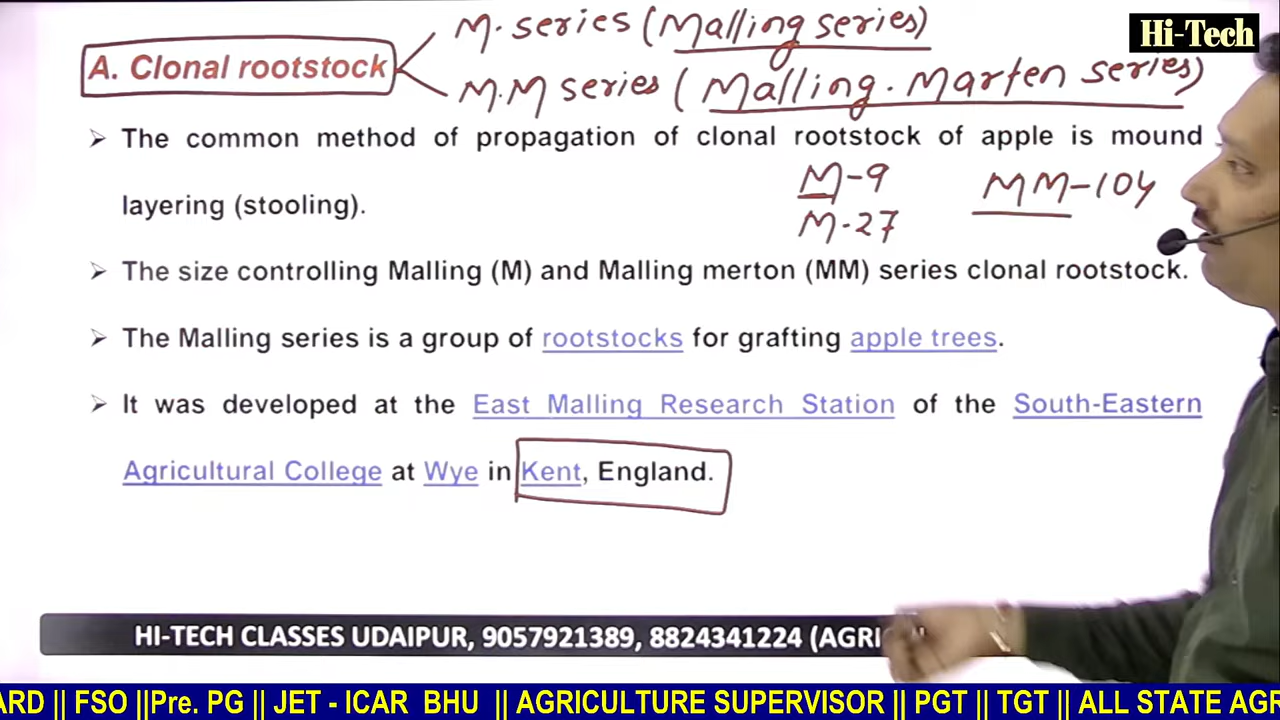 M. series (Malling series)
Hi-Tech
A. Clonal rootstock
M.M series (Malling. Marten series)
➢ The common method of propagation of clonal rootstock of apple is mound
layering (stooling).
M-9
MM-104
M-27
➢ The size controlling Malling (M) and Malling merton (MM) series clonal rootstock.
➢ The Malling series is a group of rootstocks for grafting apple trees.
➢ It was developed at the East Malling Research Station of the South-Eastern
Agricultural College at Wye in Kent, England.
HI-TECH CLASSES UDAIPUR, 9057921389, 8824341224 (AGRI
ARD || FSO ||Pre. PG || JET - ICAR BHU || AGRICULTURE SUPERVISOR || PGT || TGT || ALL STATE AGR